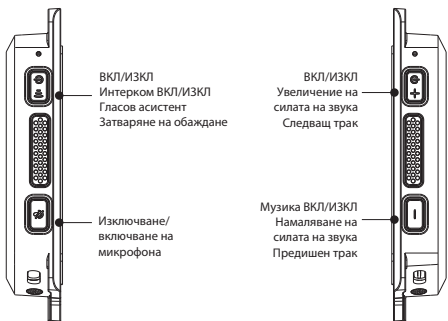 ВКЛ/ИЗКЛ
Интерком ВКЛ/ИЗКЛ
Гласов асистент
Затваряне на обаждане
Изключване/
включване на
микрофона
ВКЛ/ИЗКЛ
Увеличение на
силата на звука
Следващ трак
Музика ВКЛ/ИЗКЛ
Намаляване на
силата на звука
Предишен трак